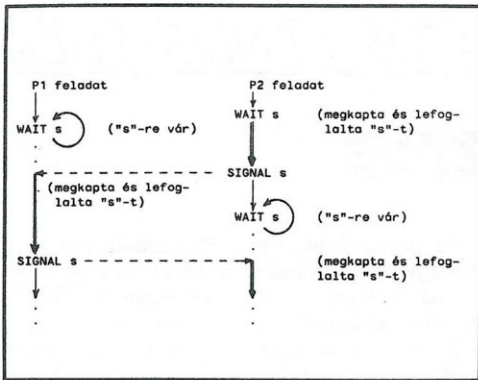 P1 feladat P2 feladat
WAIT s ("s"-re vár) WAIT s (megkapta és lefog-
lalta "s"-t)
SIGNAL s
(megkapta és lefog-
lalta "s"-t)
WAIT s ("s"-re vár)
SIGNAL s (megkapta és lefog-
lalta "s"-t)